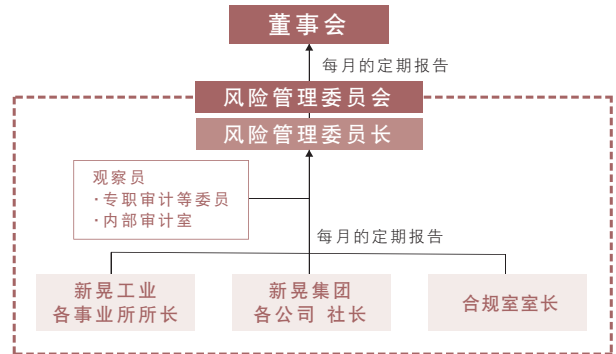 董事会
每月的定期报告
风险管理委员会
风险管理委员长
观察员
·专职审计等委员
·内部审计室
每月的定期报告
新晃工业
各事业所所长
新晃集团
各公司 社长
合规室室长